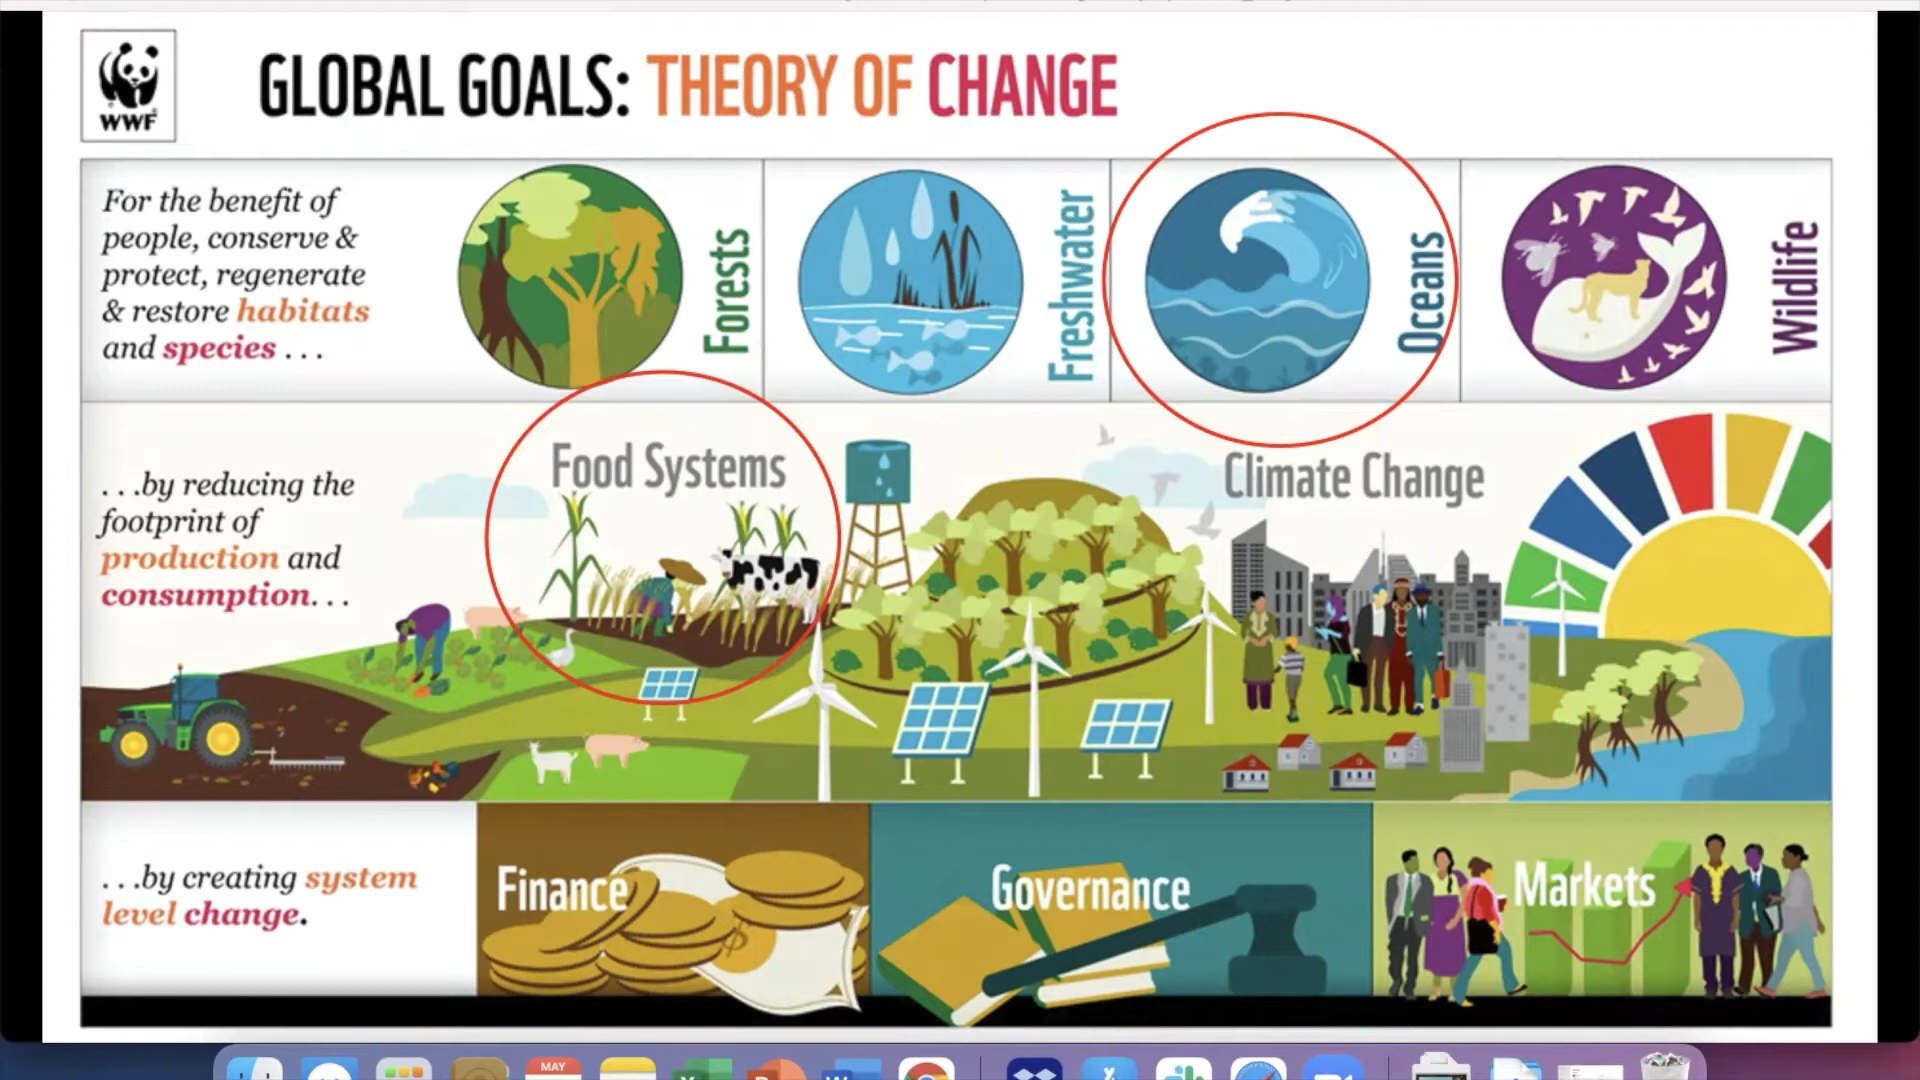 WWF
GLOBAL GOALS: THEORY OF CHANGE
For the benefit of
people, conserve &
protect, regenerate
& restore habitats
and species . . .
Forests
Freshwater
Oceans
Wildlife
. . .by reducing the
footprint of
production and
consumption. . .
Food Systems
Climate Change
. . .by creating system
level change.
Finance
Governance
Markets
MAY